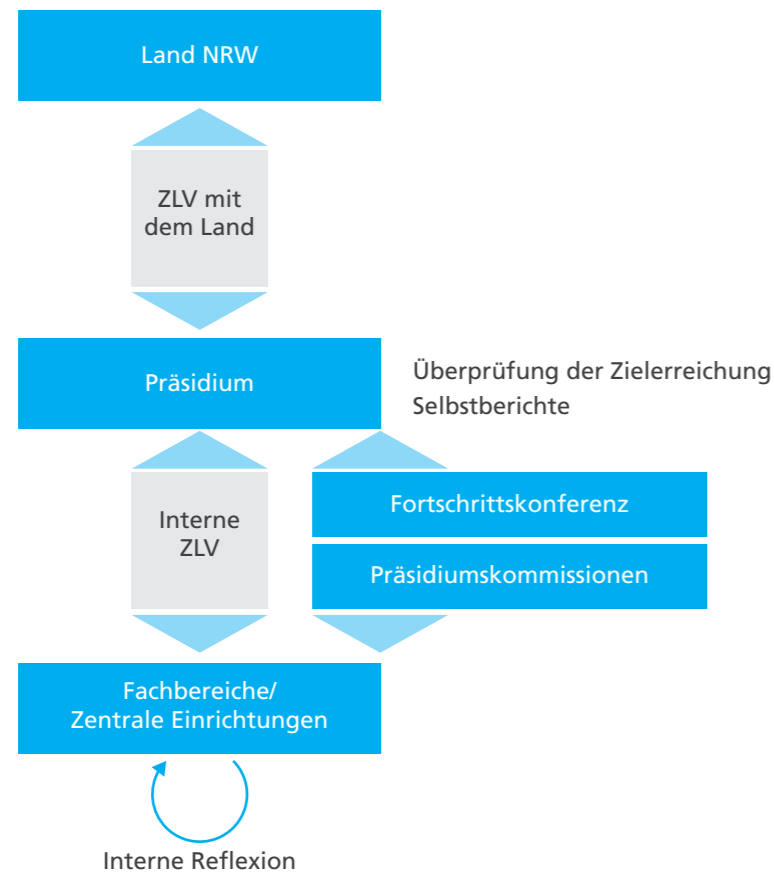 Land NRW
ZLV mit
dem Land
Präsidium
Überprüfung der Zielerreichung
Selbstberichte
Interne
ZLV
Fortschrittskonferenz
Präsidiumskommissionen
Fachbereiche/
Zentrale Einrichtungen
Interne Reflexion